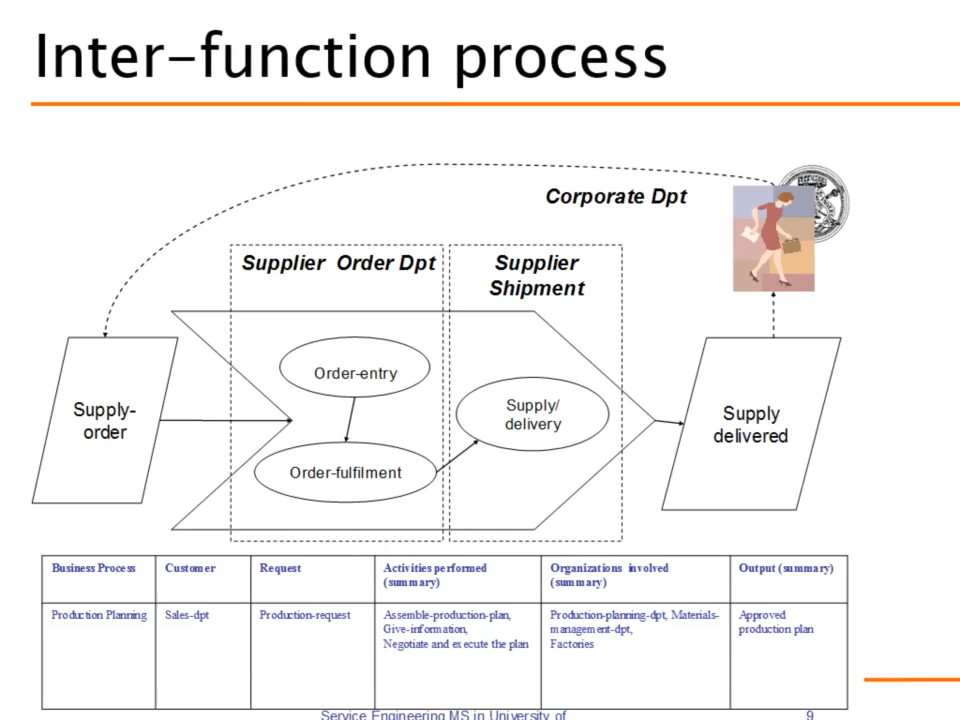 Inter-function process
Corporate Dpt
Supplier Order Dpt
Supplier
Shipment
Order-entry
Supply-
order
Supply/
delivery
Supply
delivered
Order-fulfilment
Business Process
Customer
Request
Activities performed
(summary)
Organizations involved
(summary)
Output (summary)
Production Planning
Sales-dpt
Production-request
Assemble-production-plan,
Give-information,
Negotiate and execute the plan
Production-planning-dpt, Materials-
management-dpt,
Factories
Approved
production plan
Service Engineering MS in University of
9